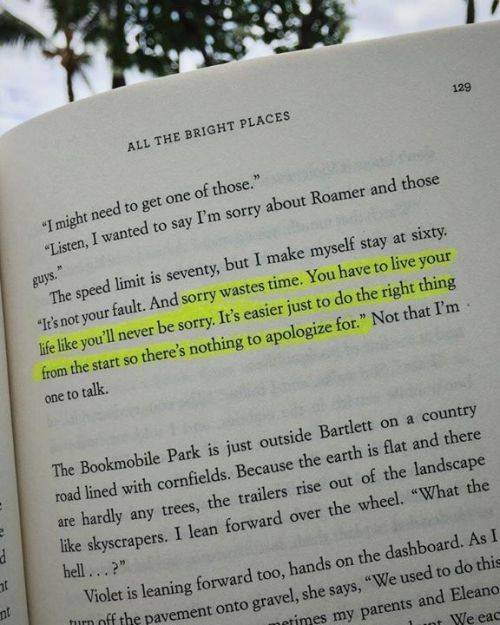 129
ALL THE BRIGHT PLACES
“I might need to get one of those.”
“Listen, I wanted to say I’m sorry about Roamer and those
guys.”
The speed limit is seventy, but I make myself stay at sixty.
“It’s not your fault. And sorry wastes time. You have to live your
life like you’ll never be sorry. It’s easier just to do the right thing
from the start so there’s nothing to apologize for.” Not that I’m
one to talk.
The Bookmobile Park is just outside Bartlett on a country
road lined with cornfields. Because the earth is flat and there
are hardly any trees, the trailers rise out of the landscape
like skyscrapers. I lean forward over the wheel. “What the
hell . . . ?”
Violet is leaning forward too, hands on the dashboard. As I
turn off the pavement onto gravel, she says, “We used to do this
my parents and Eleano
We eac